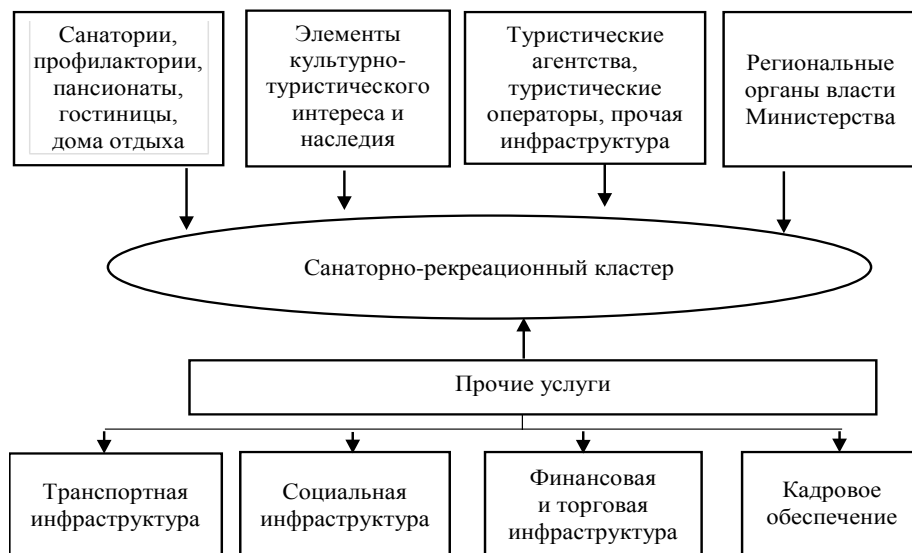 Санатории,
профилактории,
пансионаты,
гостиницы,
дома отдыха
Элементы
культурно-
туристического
интереса и
наследия
Туристические
агентства,
туристические
операторы, прочая
инфраструктура
Региональные
органы власти
Министерства
Санаторно-рекреационный кластер
Прочие услуги
Транспортная
инфраструктура
Социальная
инфраструктура
Финансовая
и торговая
инфраструктура
Кадровое
обеспечение